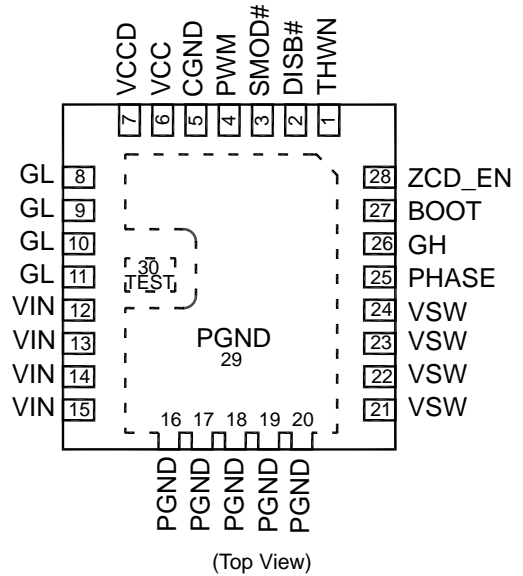 VCCD
VCC
CGND
PWM
SMOD#
DISB#
THWN
7
6
5
4
3
2
1
GL 8
GL 9
GL 10
GL 11
VIN 12
VIN 13
VIN 14
VIN 15
30
TEST
PGND
29
28 ZCD_EN
27 BOOT
26 GH
25 PHASE
24 VSW
23 VSW
22 VSW
21 VSW
16 17 18 19 20
PGND
PGND
PGND
PGND
PGND
(Top View)